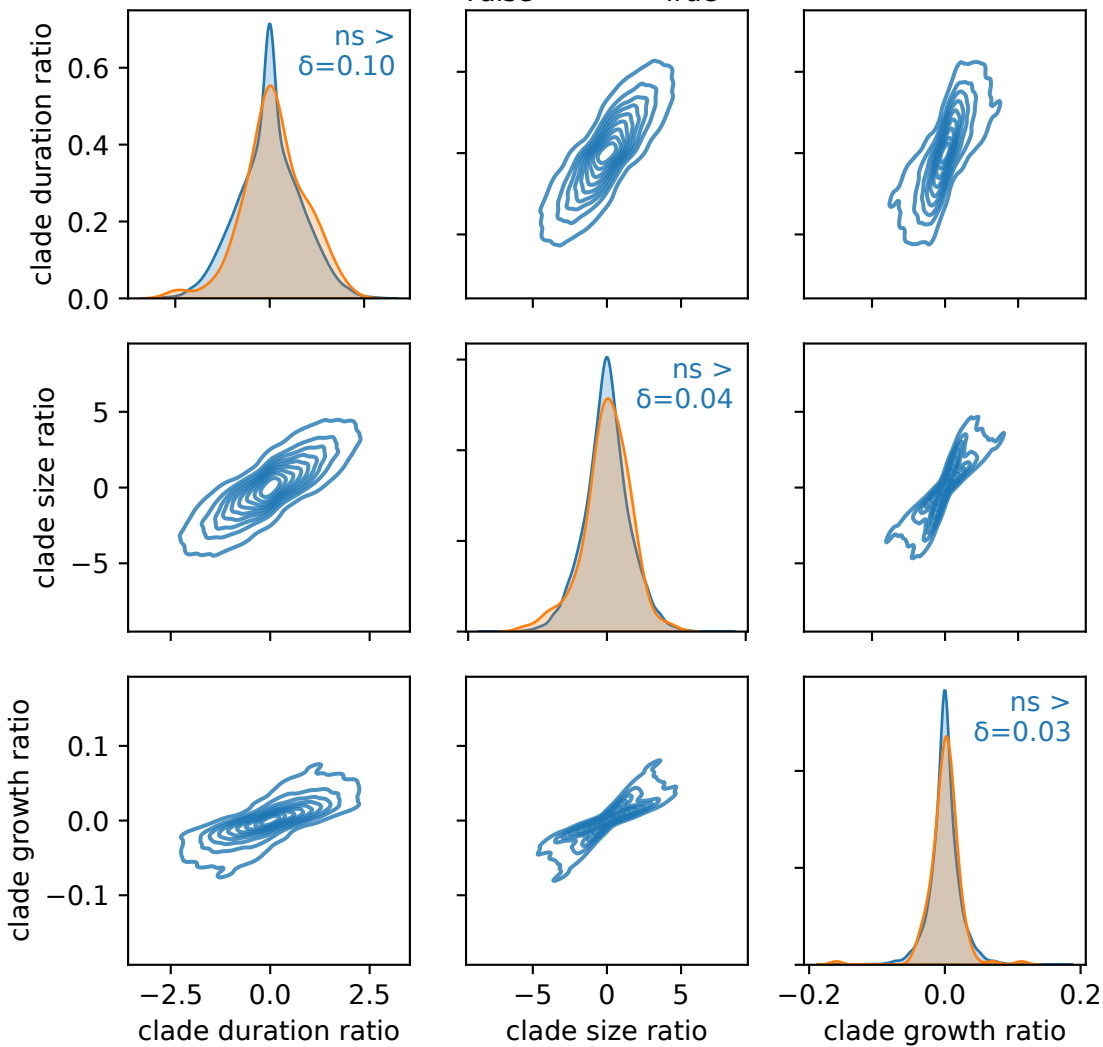 clade duration ratio
0.6
0.4
0.2
0.0
ns >
δ=0.10
clade size ratio
5
0
−5
ns >
δ=0.04
clade growth ratio
0.1
0.0
−0.1
ns >
δ=0.03
−2.5
0.0
2.5
−5
0
5
−0.2
0.0
0.2
clade duration ratio
clade size ratio
clade growth ratio